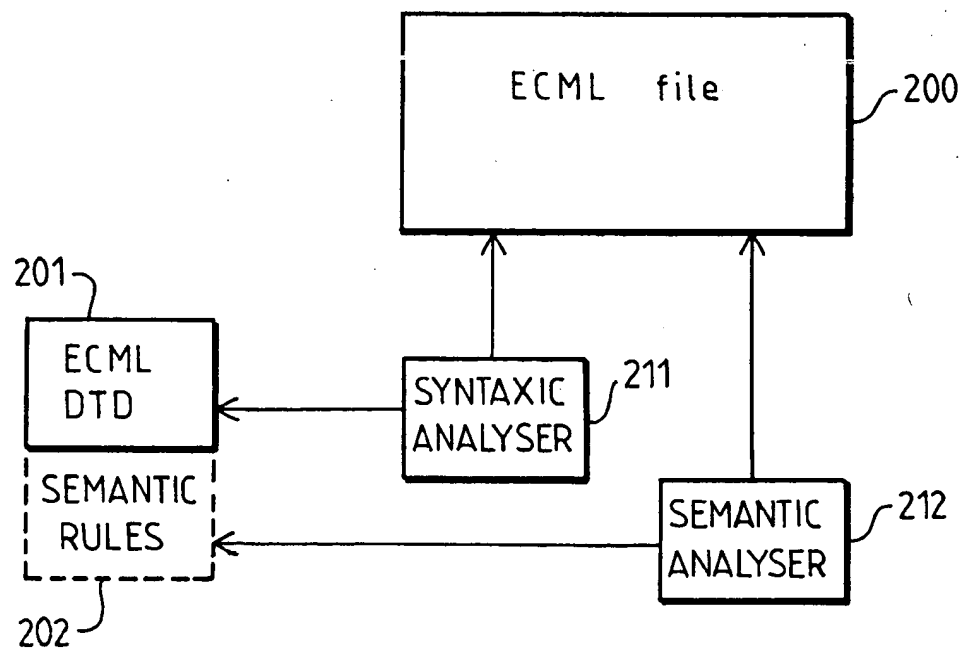 ECML file
200
201
ECML
DTD
SYNTAXIC
ANALYSER
211
SEMANTIC
RULES
SEMANTIC
ANALYSER
212
202